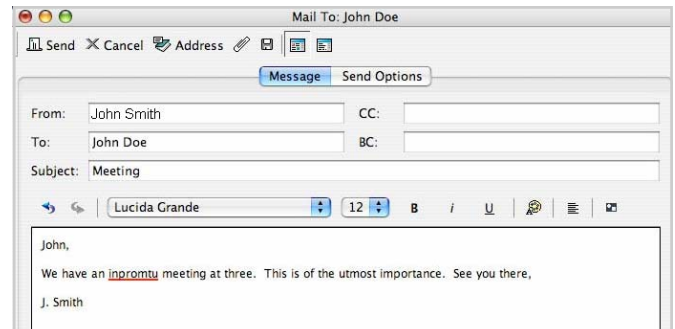 Mail To: John Doe
Send Cancel Address
Message Send Options
From: John Smith CC:
To: John Doe BC:
Subject: Meeting
Lucida Grande 12 B i U
John,
We have an inpromtu meeting at three. This is of the utmost importance. See you there,
J. Smith